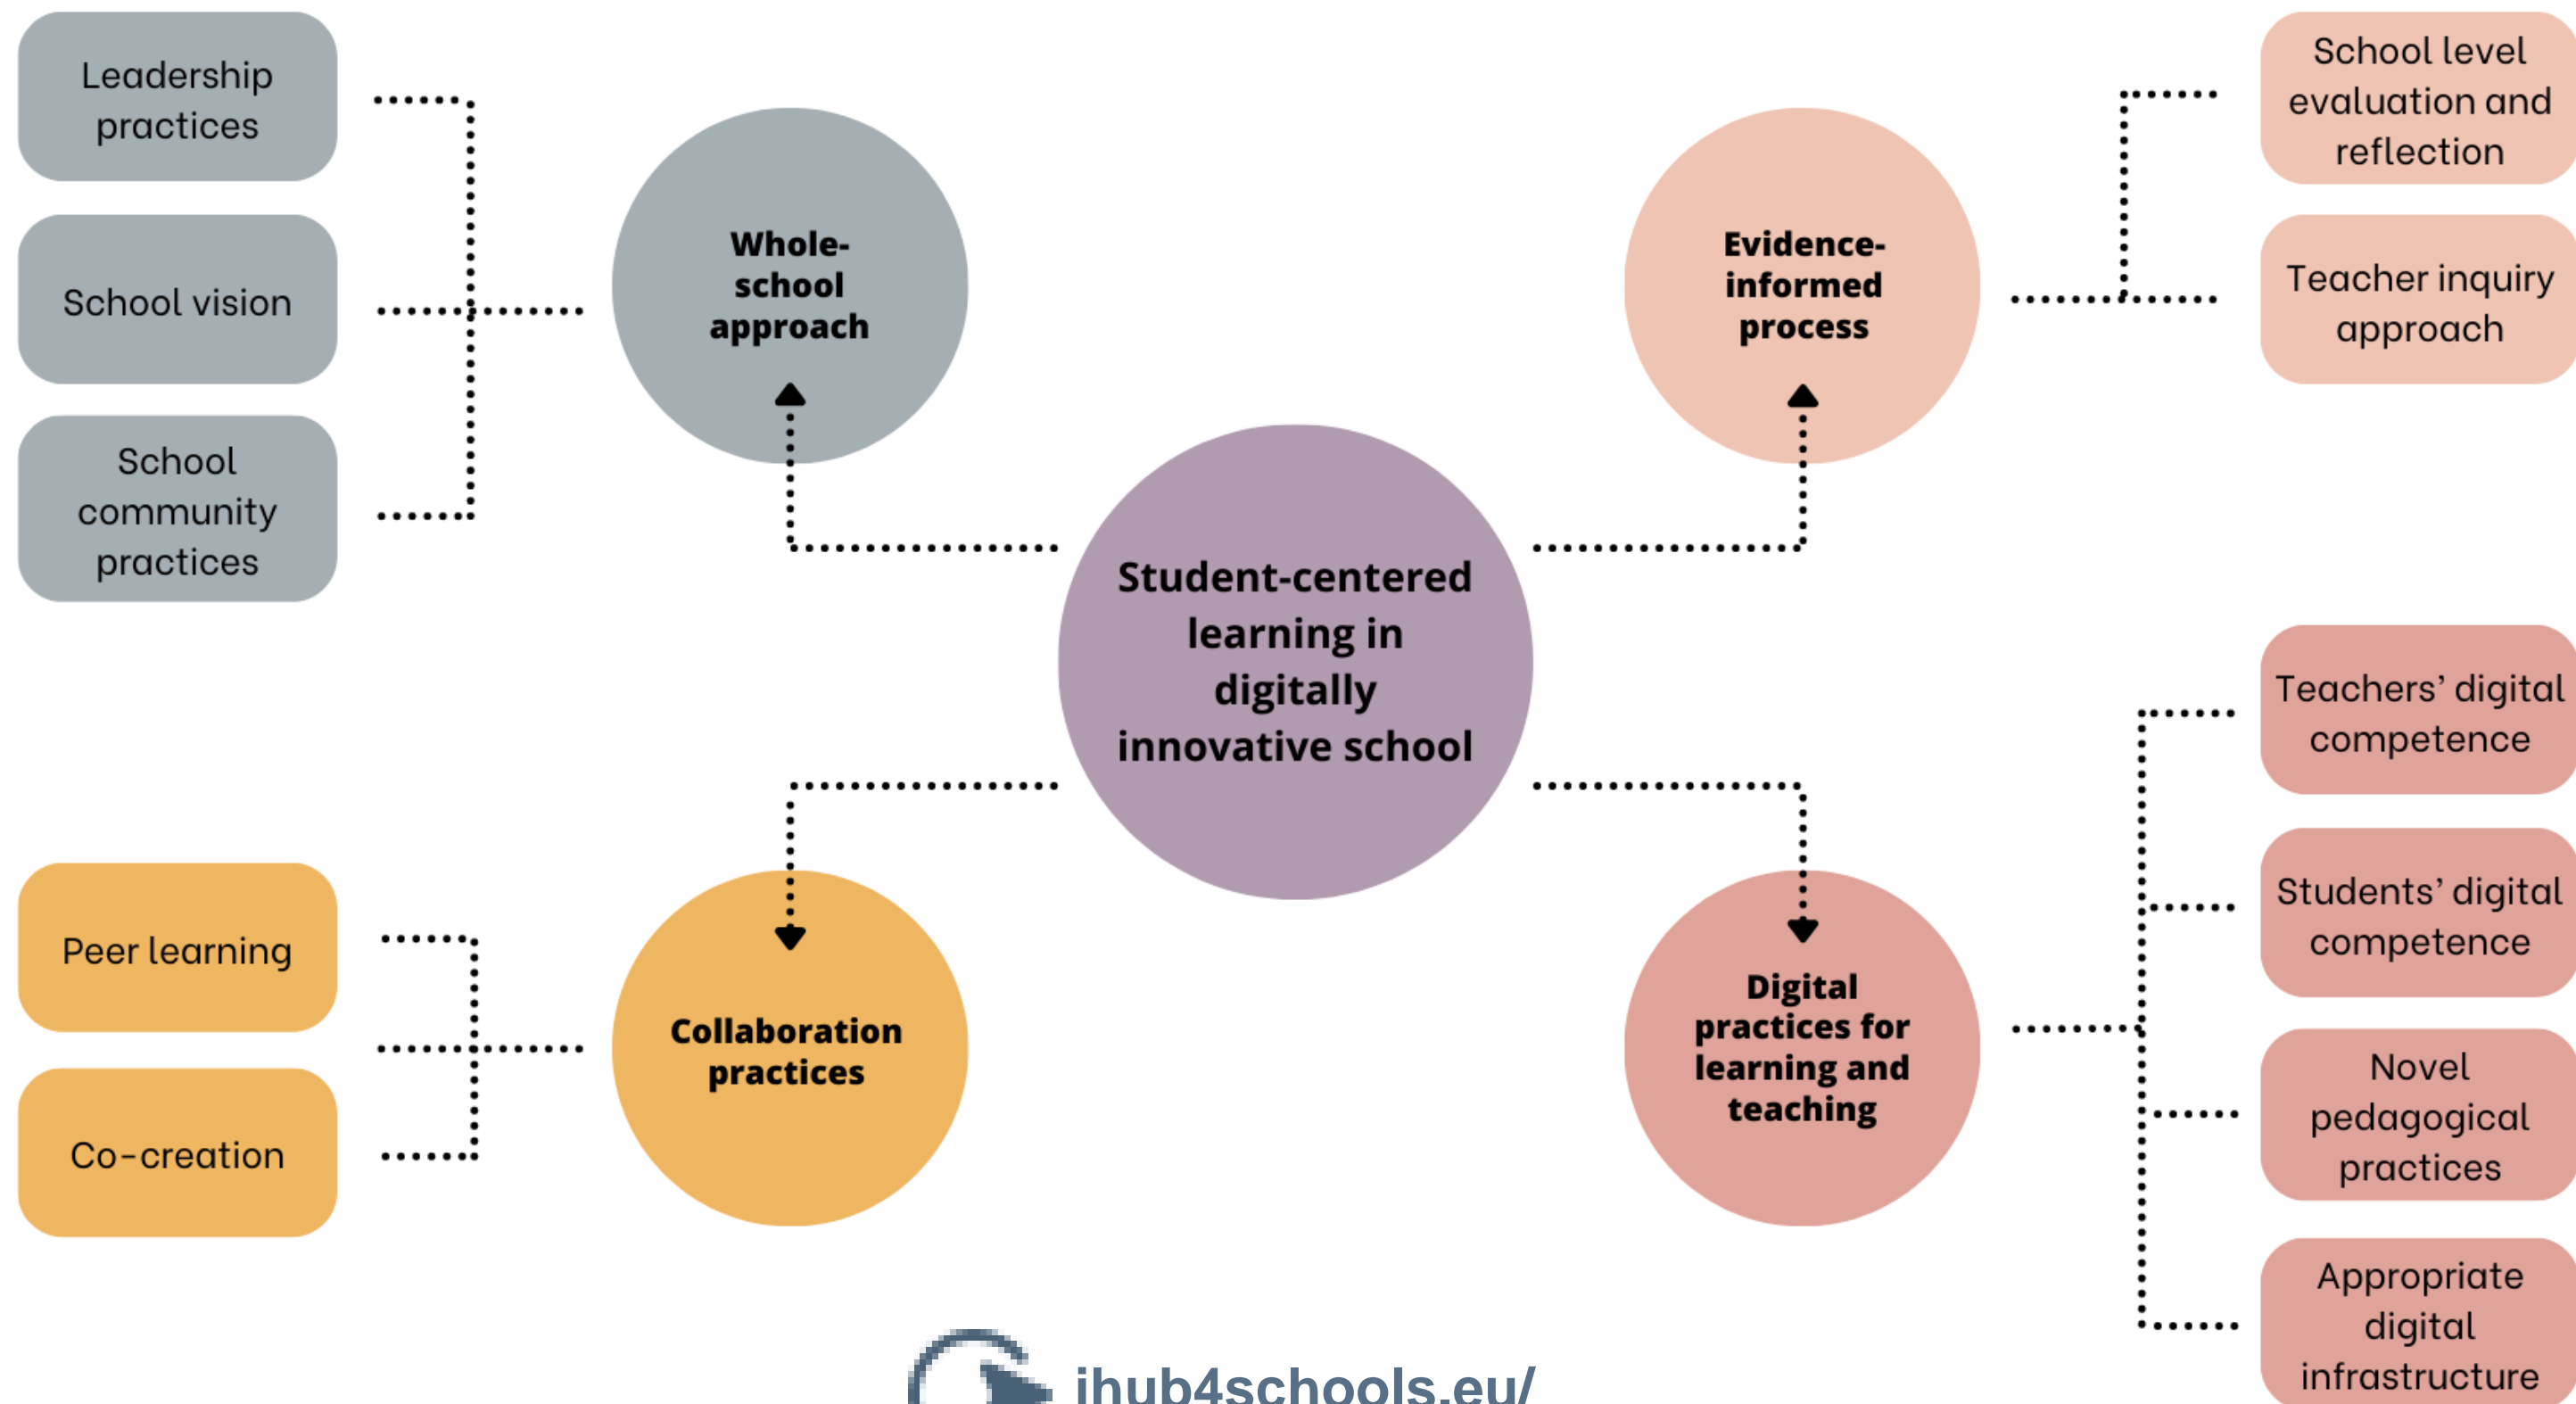 Leadership
practices
School vision
School
community
practices
Whole-
school
approach
Evidence-
informed
process
School level
evaluation and
reflection
Teacher inquiry
approach
Student-centered
learning in
digitally
innovative school
Peer learning
Co-creation
Collaboration
practices
Digital
practices for
learning and
teaching
Teachers’ digital
competence
Students’ digital
competence
Novel
pedagogical
practices
Appropriate
digital
infrastructure
ihub4schools.eu/